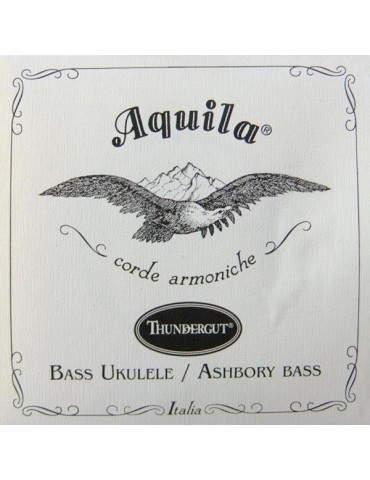 Aquila®
corde armoniche
THUNDERGUT®
BASS UKULELE / ASHBORY BASS
Italia